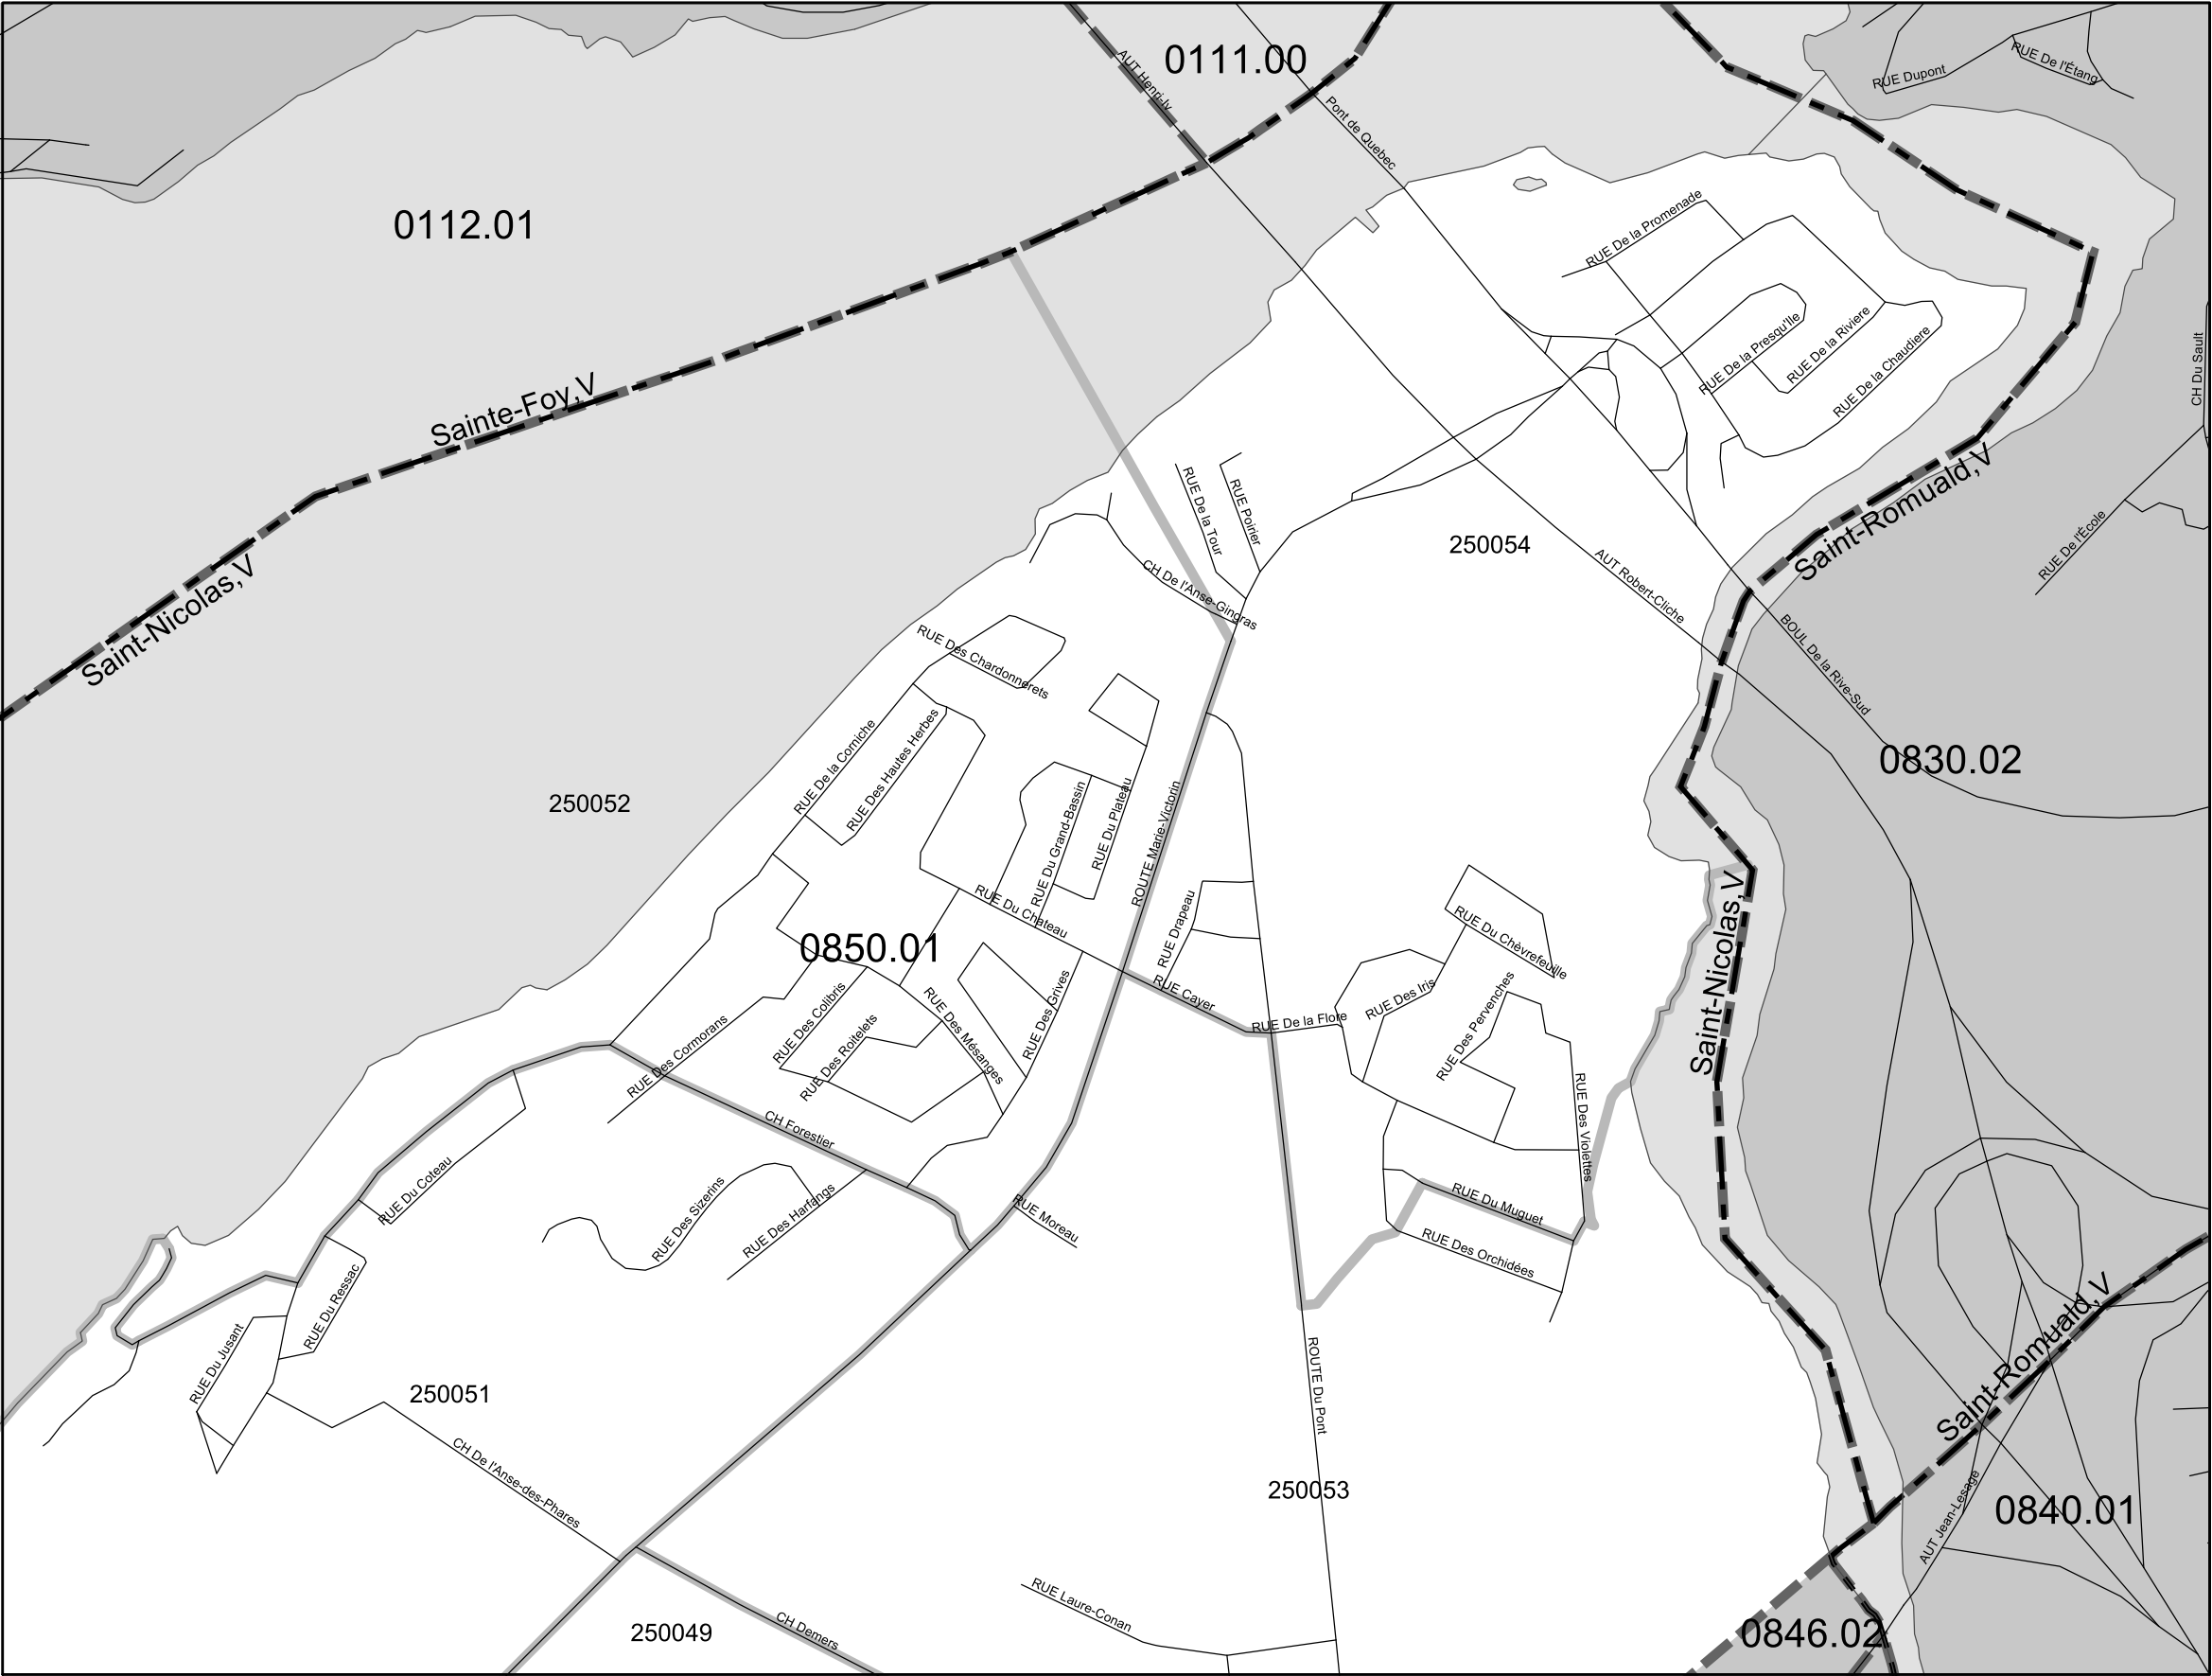 0111.00
AUT Henri-Iv
Pont de Quebec
RUE Dupont
RUE De l'Étang
0112.01
RUE De la Promenade
RUE De la Presqu'Ile
RUE De la Riviere
RUE De la Chaudiere
CH Du Sault
Sainte-Foy,V
Saint-Nicolas,V
Saint-Romuald,V
RUE De l'École
RUE De la Tour
RUE Poirier
250054
AUT Robert-Cliche
CH De l'Anse-Gingras
BOUL De la Rive-Sud
RUE Des Chardonnerets
RUE De la Corniche
RUE Des Hautes Herbes
0830.02
250052
RUE Du Grand-Bassin
RUE Du Plateau
ROUTE Marie-Victorin
RUE Du Chateau
0850.01
RUE Drapeau
RUE Cayer
RUE De la Flore
RUE Du Chèvrefeuille
RUE Des Iris
RUE Des Pervenches
Saint-Nicolas,V
RUE Des Cormorans
RUE Des Colibris
RUE Des Roitelets
RUE Des Mésanges
RUE Des Grives
CH Forestier
RUE Des Violettes
RUE Du Coteau
RUE Des Sizerins
RUE Des Harfangs
RUE Moreau
RUE Du Muguet
RUE Des Orchidées
RUE Du Ressac
RUE Du Jusant
Saint-Romuald,V
ROUTE Du Pont
250051
CH De l'Anse-des-Phares
250053
AUT Jean-Lesage
0840.01
RUE Laure-Conan
250049
CH Demers
0846.02